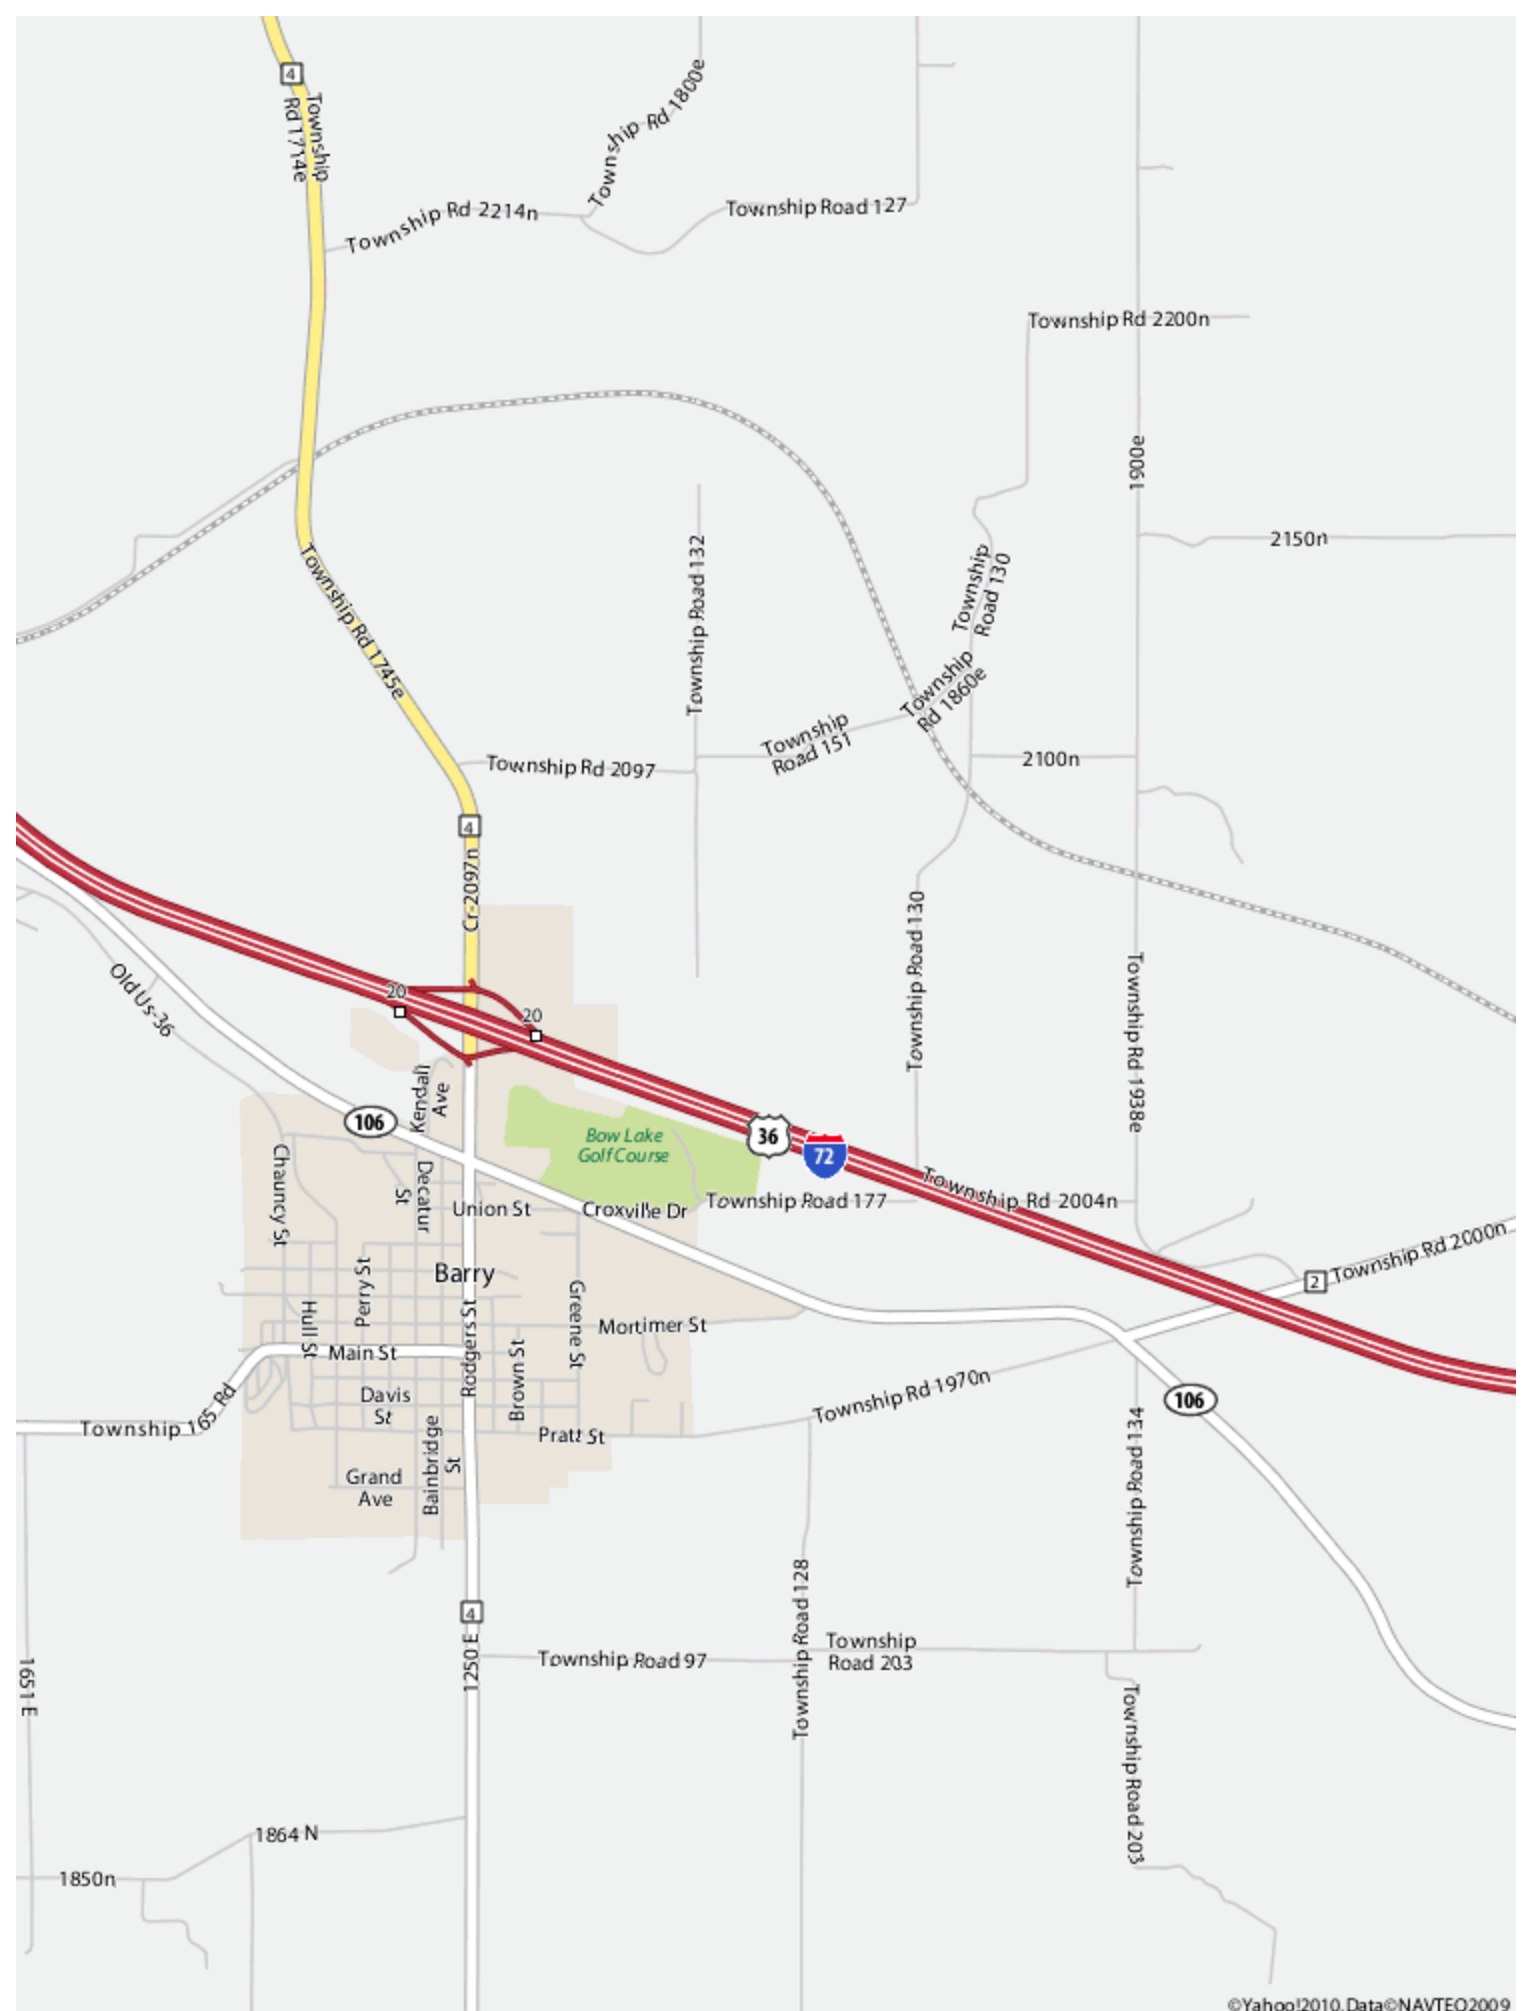 4
Township
Rd 1714e
Township Rd 1800e
Township Rd 2214n
Township Road 127
Township Rd 2200n
1900e
2150n
Township Rd 1745e
Township Road 132
Township
Road 130
Township
Rd 1860e
Township
Road 151
Township Rd 2097
2100n
4
Cr-2097n
Old Us-36
20
20
Township Road 130
Township Rd 1938e
Kendall
Ave
106
Bow Lake
Golf Course
36
72
Chauncy St
Decatur
St
Union St
Croxville Dr
Township Road 177
Township Rd 2004n
Township Rd 2000n
2
Perry St
Barry
Greene St
Hull St
Rodgers St
Mortimer St
Main St
Brown St
Township Rd 1970n
106
Davis
St
Township 165 Rd
Pratt St
Bainbridge
St
Grand
Ave
Township Road 134
4
1250 E
Township Road 97
Township Road 128
Township
Road 203
1651 E
Township Road 203
1864 N
1850n
©Yahoo!2010,Data©NAVTEQ2009